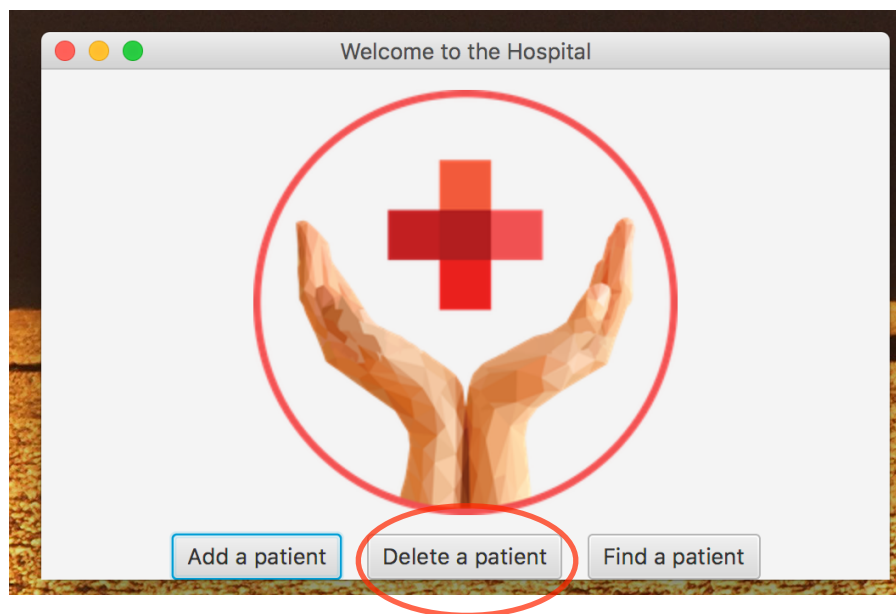 Welcome to the Hospital
Add a patient
Delete a patient
Find a patient